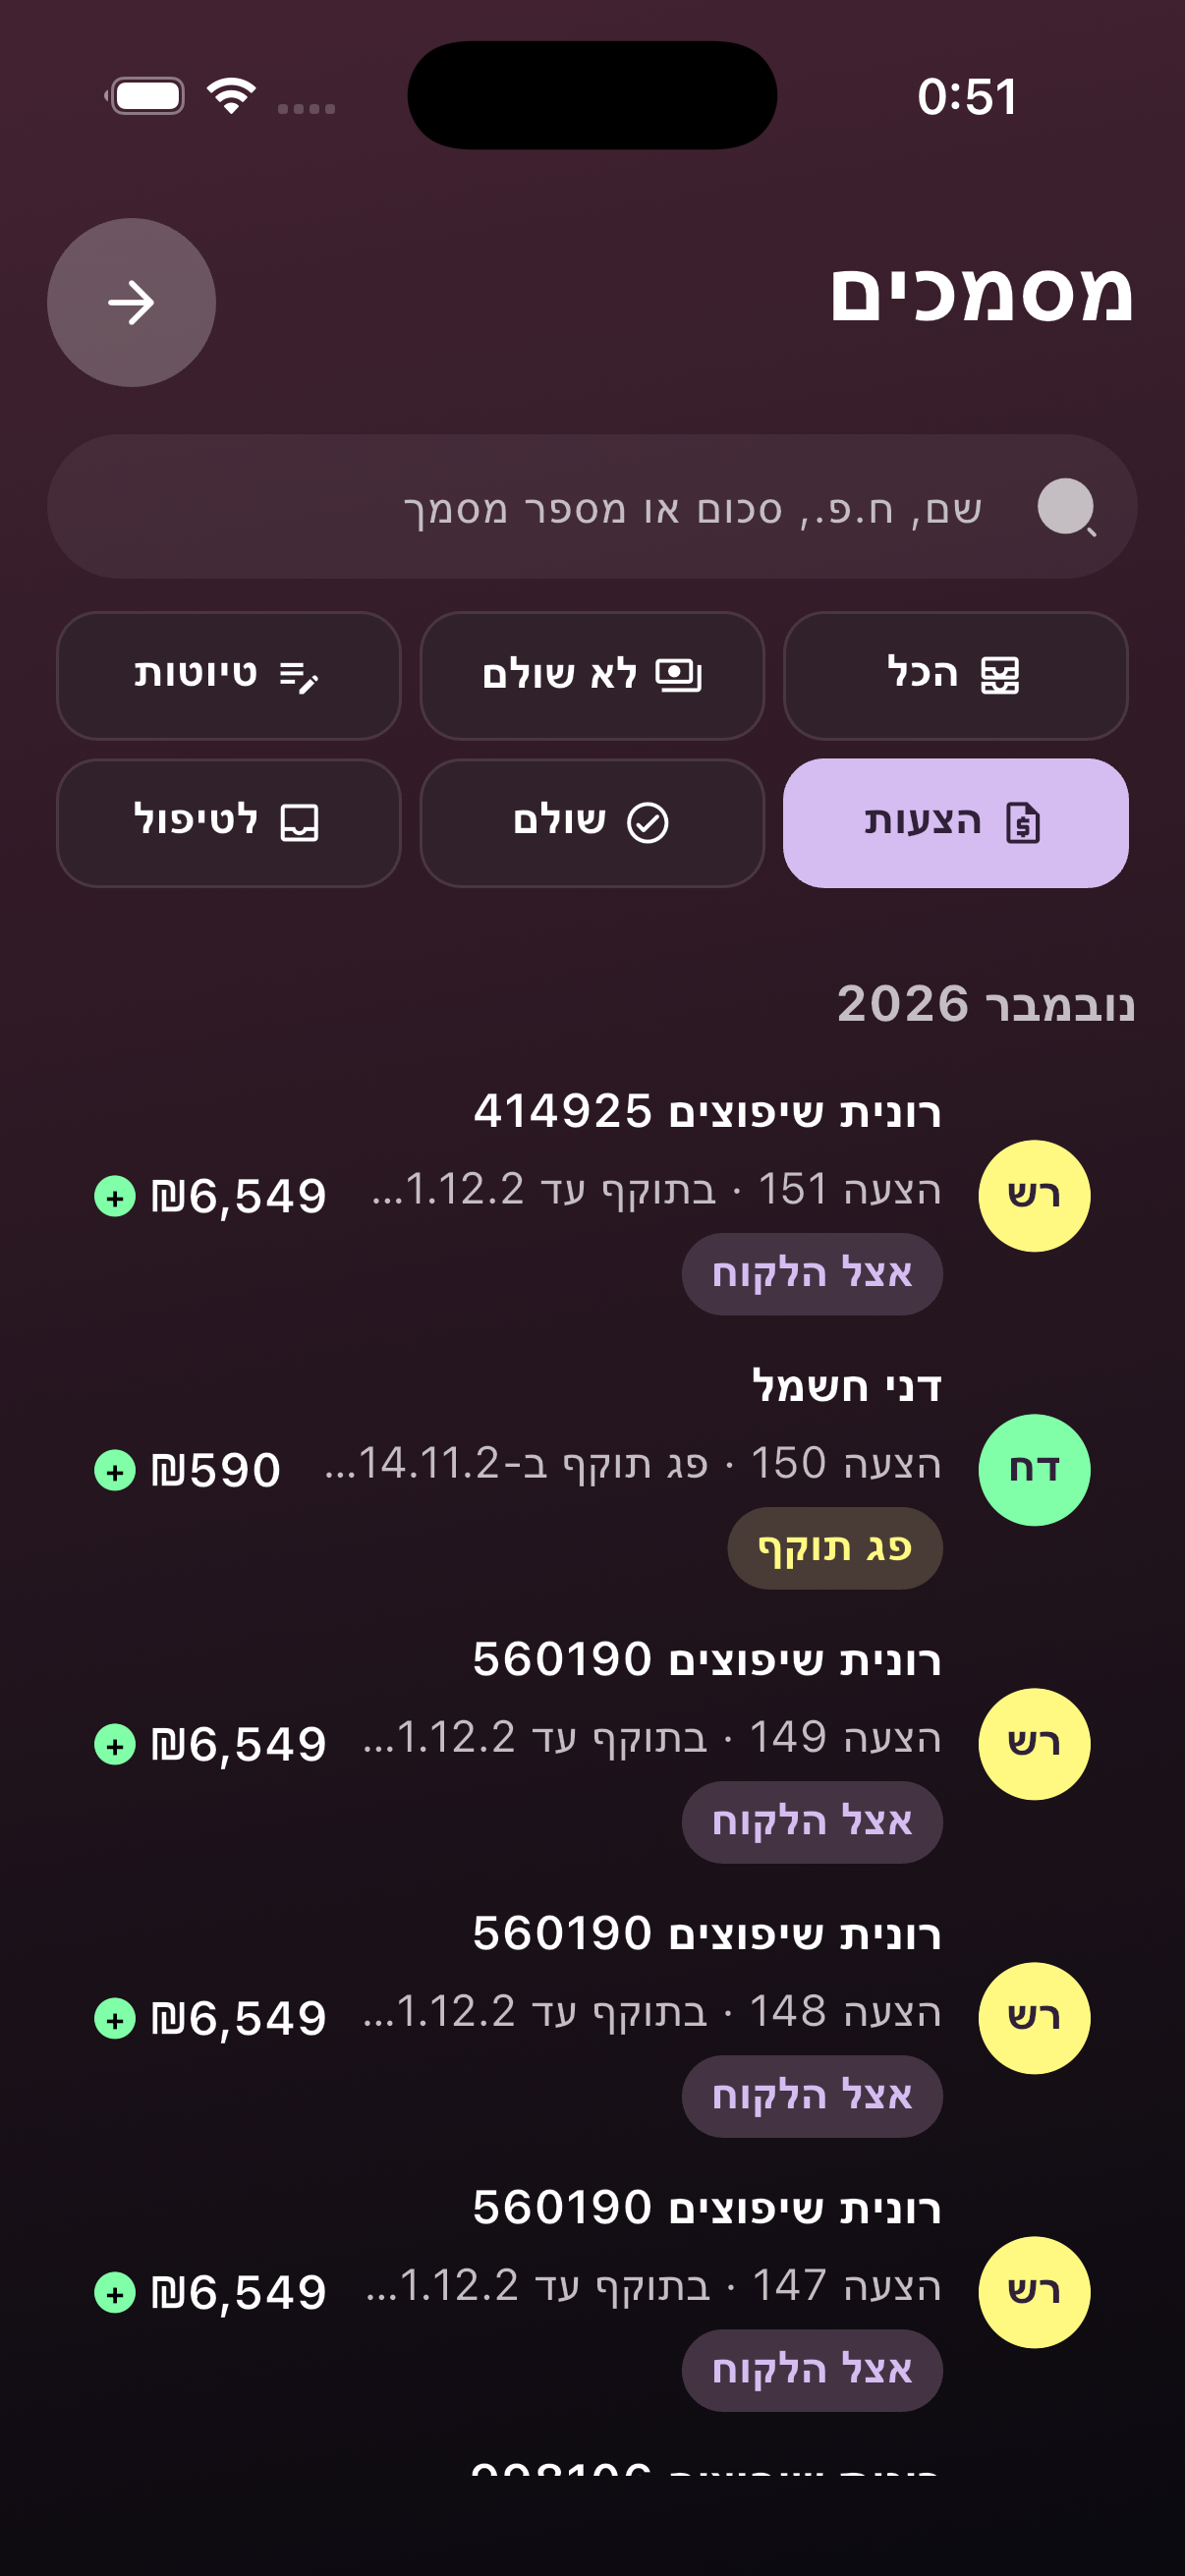 0:51
מסמכים
שם, ח.פ., סכום או מספר מסמך
הכל
לא שולם
טיוטות
הצעות
שולם
לטיפול
נובמבר 2026
רונית שיפוצים 414925
רש
הצעה 151 · בתוקף עד 1.12.2...
₪6,549
אצל הלקוח
דני חשמל
דח
הצעה 150 · פג תוקף ב-14.11.2...
₪590
פג תוקף
רונית שיפוצים 560190
רש
הצעה 149 · בתוקף עד 1.12.2...
₪6,549
אצל הלקוח
רונית שיפוצים 560190
רש
הצעה 148 · בתוקף עד 1.12.2...
₪6,549
אצל הלקוח
רונית שיפוצים 560190
רש
הצעה 147 · בתוקף עד 1.12.2...
₪6,549
אצל הלקוח